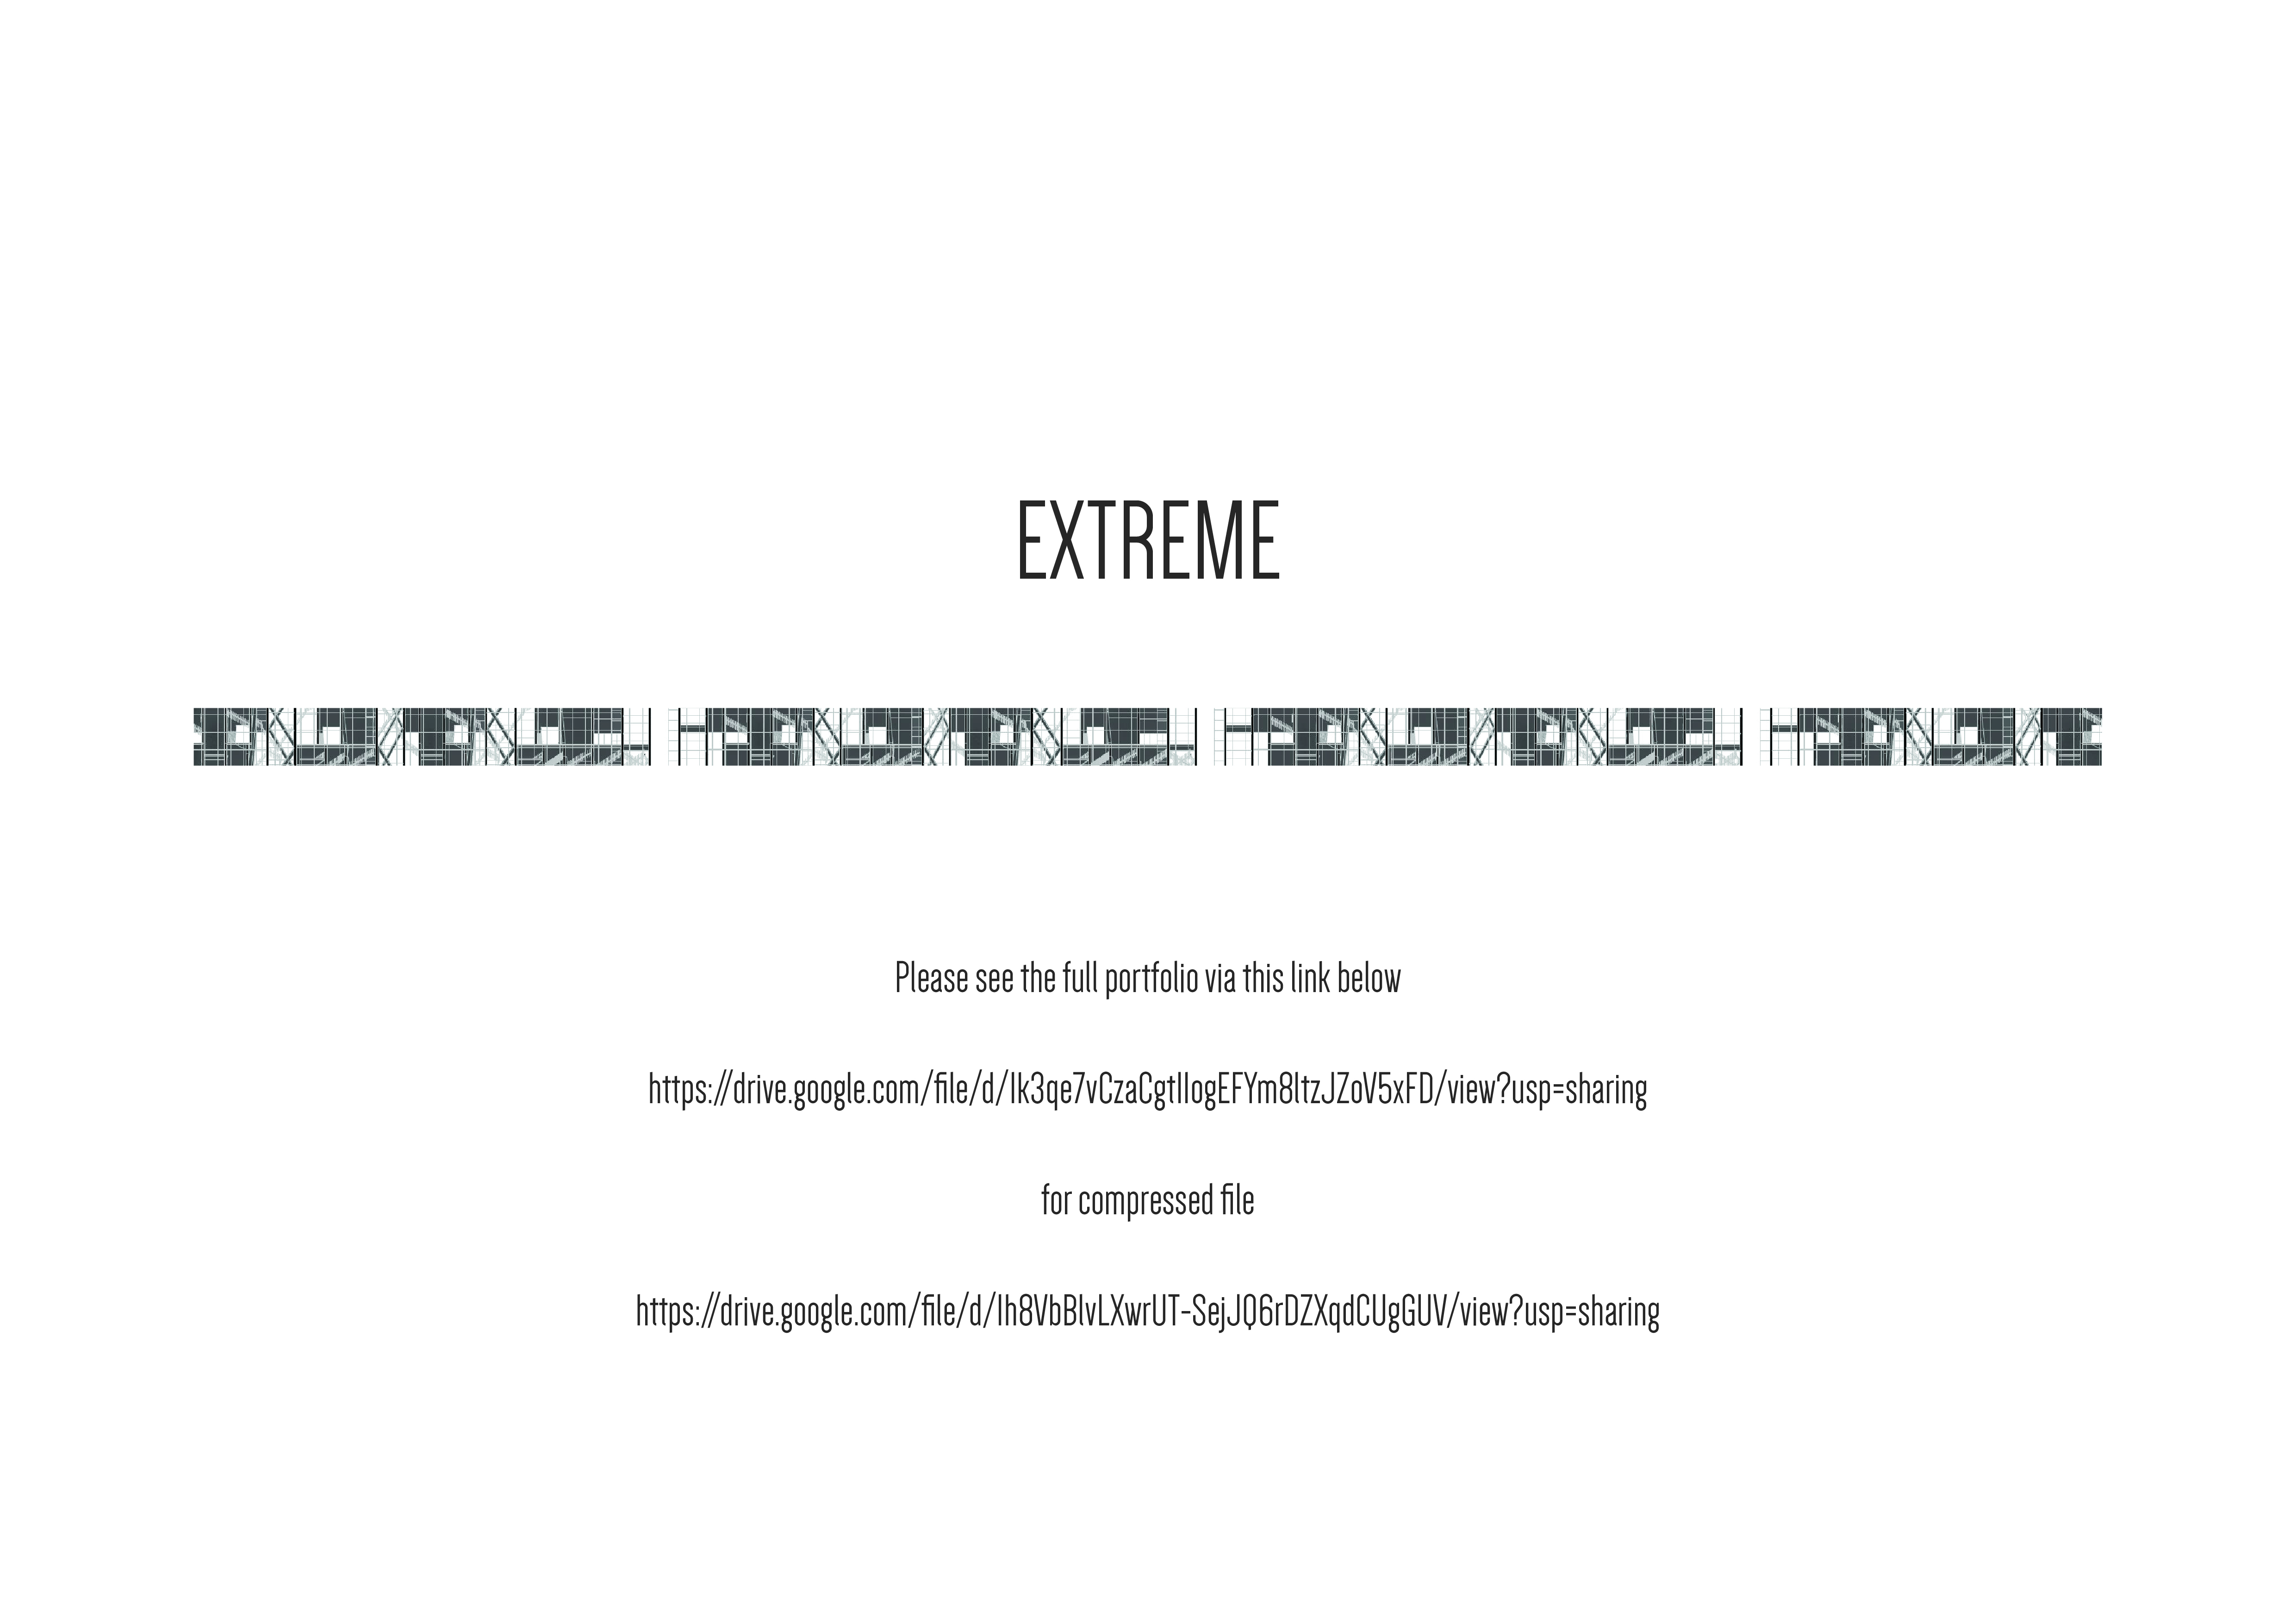 EXTREME
Please see the full portfolio via this link below
https://drive.google.com/file/d/1k3qe7vCzaCgtlIogEFYm8ltzJZoV5xFD/view?usp=sharing
for compressed file
https://drive.google.com/file/d/1h8VbBlvLXwrUT-SejJQ6rDZXqdCUgGUV/view?usp=sharing